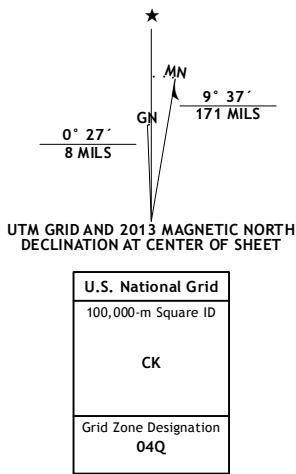 ★
MN
GN
9° 37´
171 MILS
0° 27´
8 MILS
UTM GRID AND 2013 MAGNETIC NORTH
DECLINATION AT CENTER OF SHEET
U.S. National Grid
100,000-m Square ID
CK
Grid Zone Designation
04Q